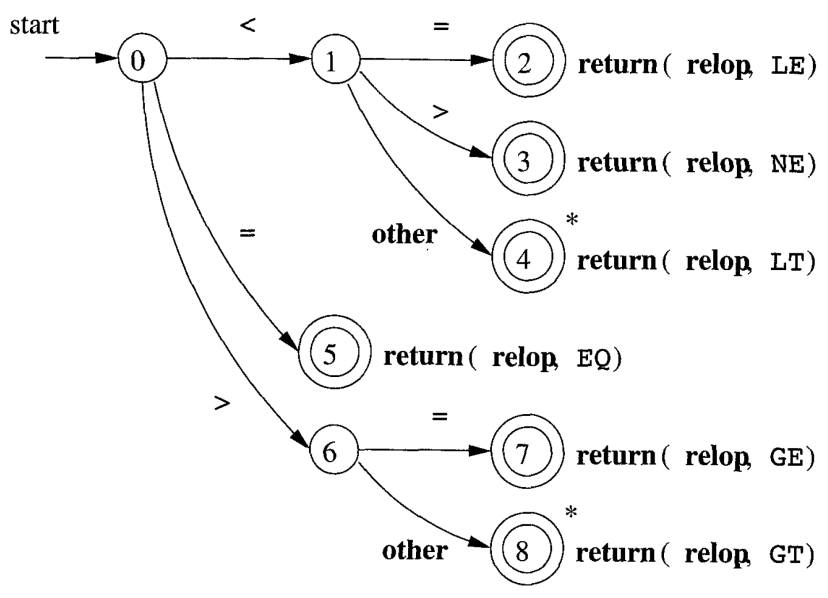 start
<
=
0
1
2
return( relop, LE)
>
3
return( relop, NE)
=
other
*
4
return( relop, LT)
5
return( relop, EQ)
>
=
6
7
return( relop, GE)
*
other
8
return( relop, GT)